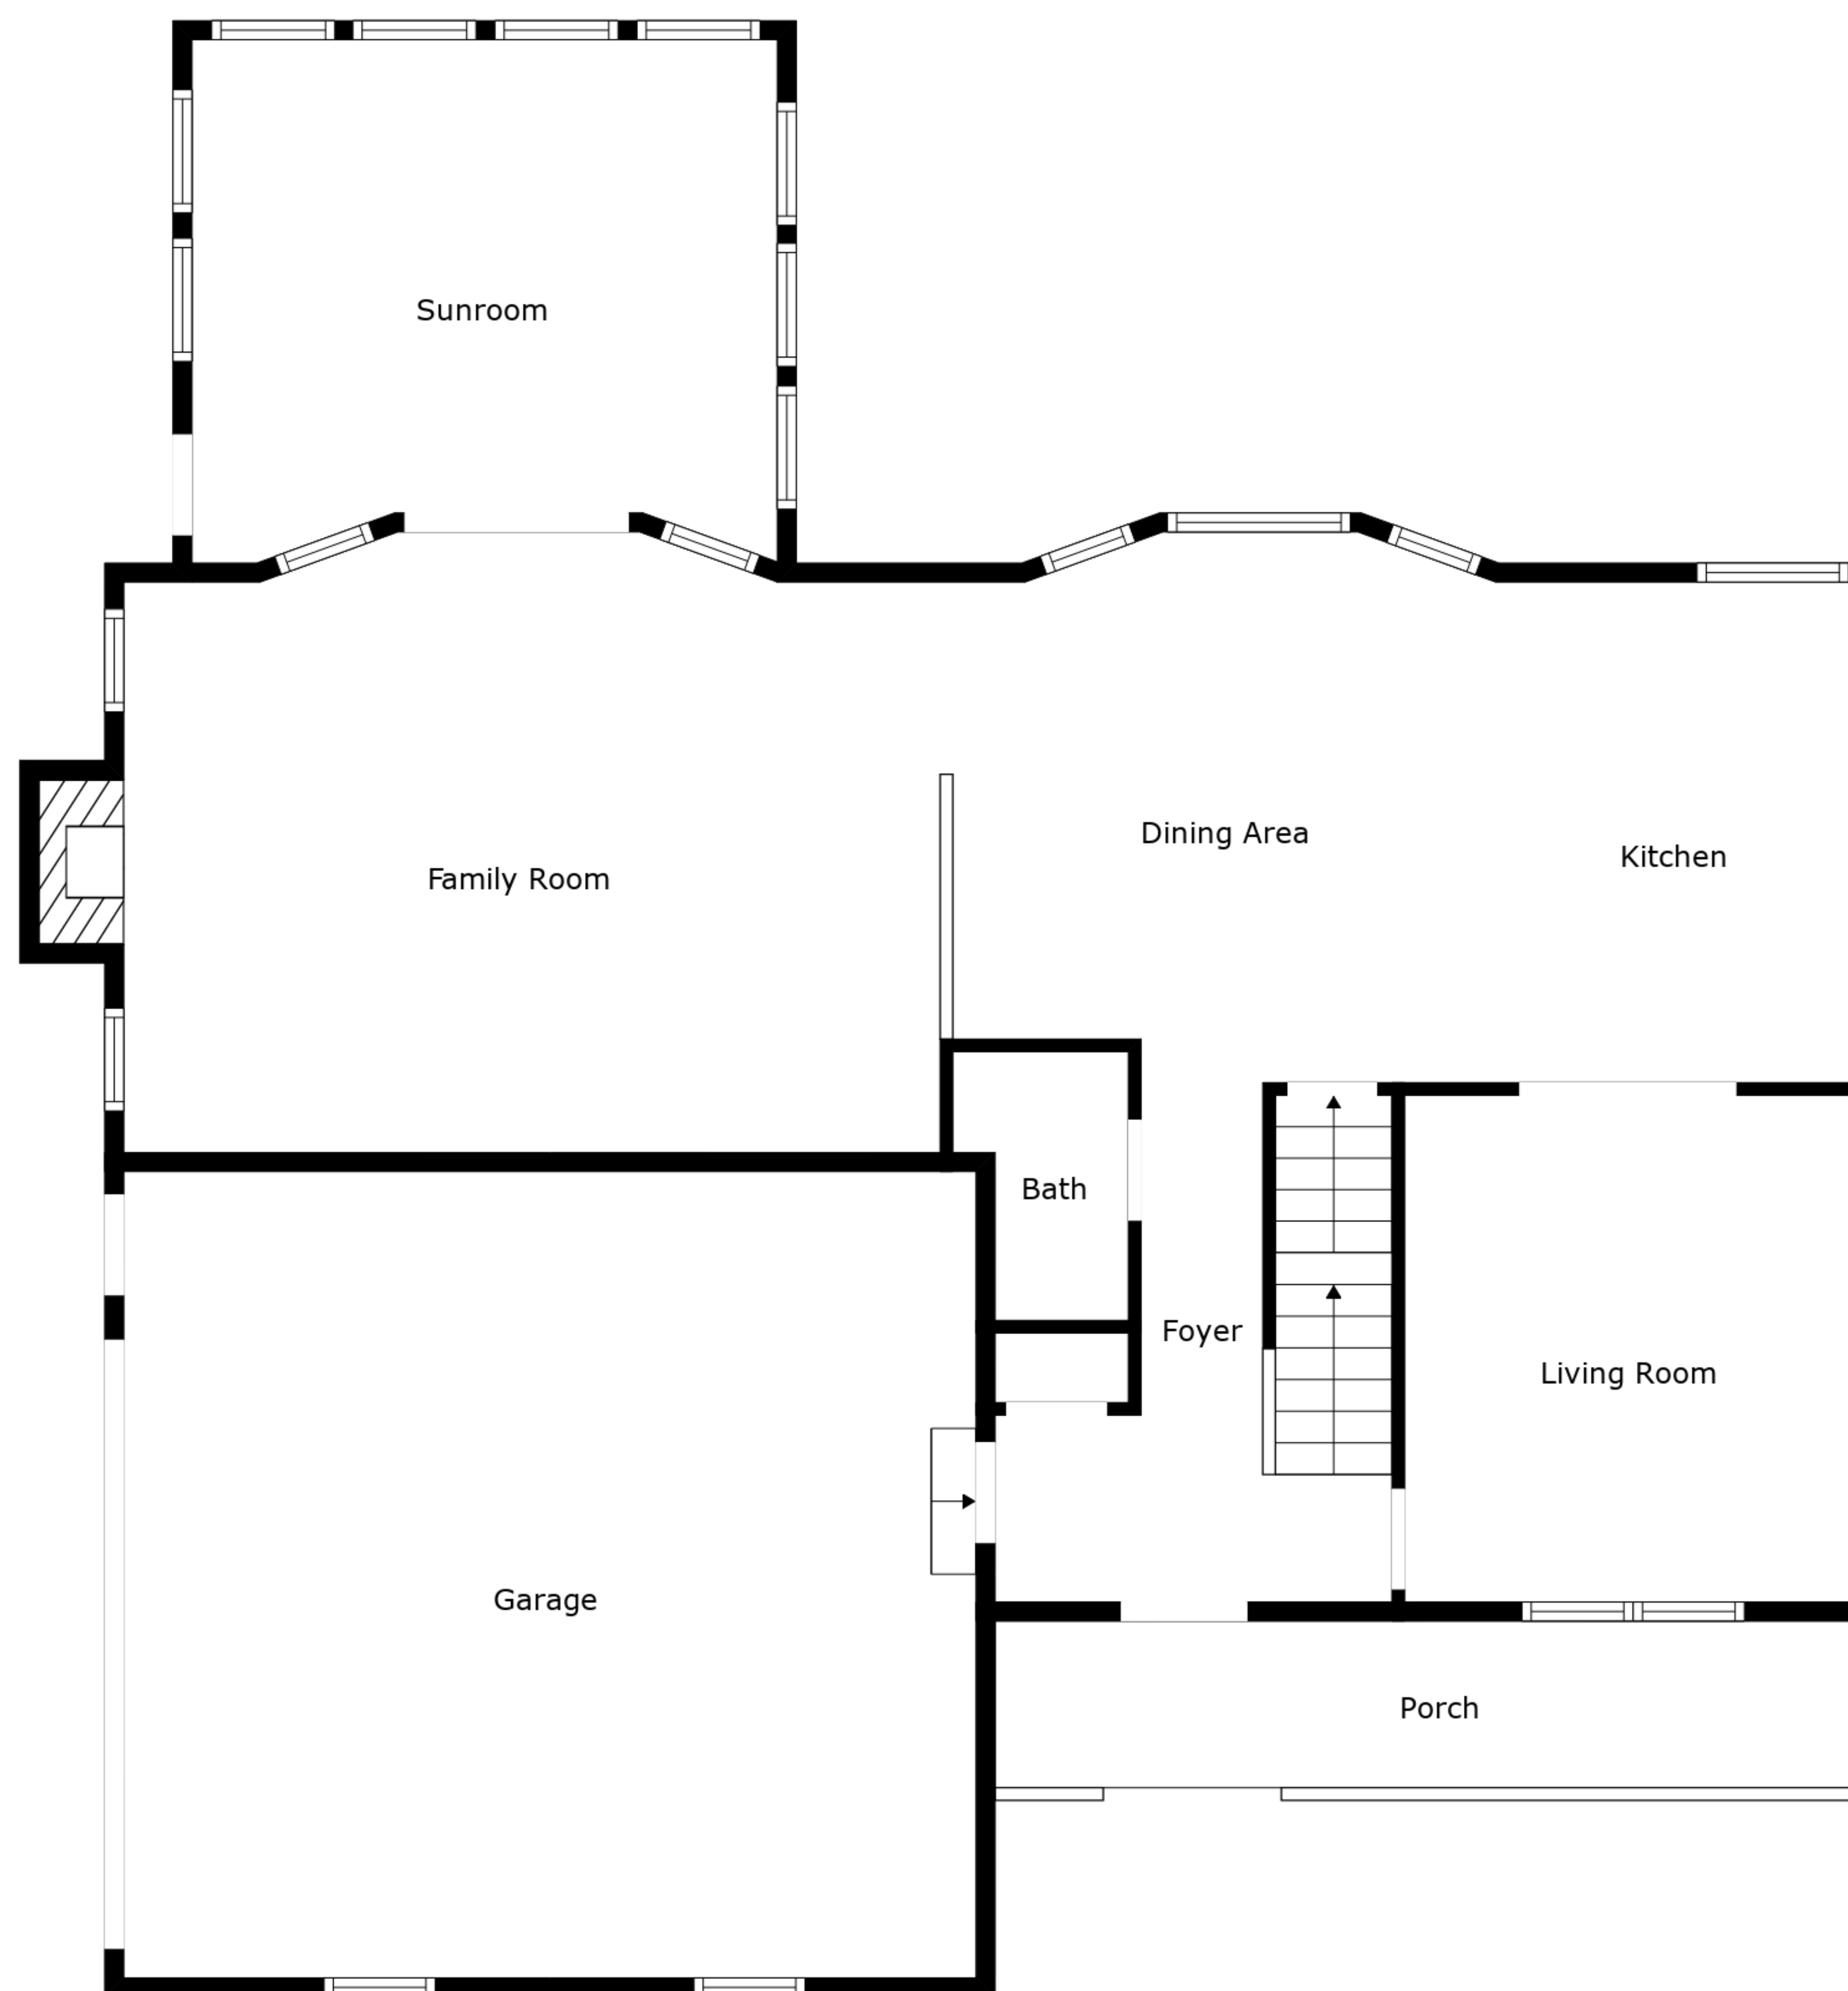 Sunroom
Dining Area
Kitchen
Family Room
Bath
Foyer
Living Room
Garage
Porch